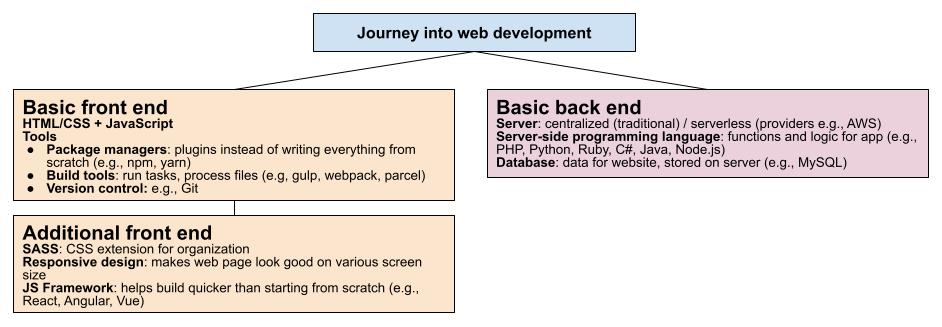 Journey into web development
Basic front end
HTML/CSS + JavaScript
Tools
● Package managers: plugins instead of writing everything from
scratch (e.g., npm, yarn)
● Build tools: run tasks, process files (e.g, gulp, webpack, parcel)
● Version control: e.g., Git
Additional front end
SASS: CSS extension for organization
Responsive design: makes web page look good on various screen
size
JS Framework: helps build quicker than starting from scratch (e.g.,
React, Angular, Vue)
Basic back end
Server: centralized (traditional) / serverless (providers e.g., AWS)
Server-side programming language: functions and logic for app (e.g.,
PHP, Python, Ruby, C#, Java, Node.js)
Database: data for website, stored on server (e.g., MySQL)